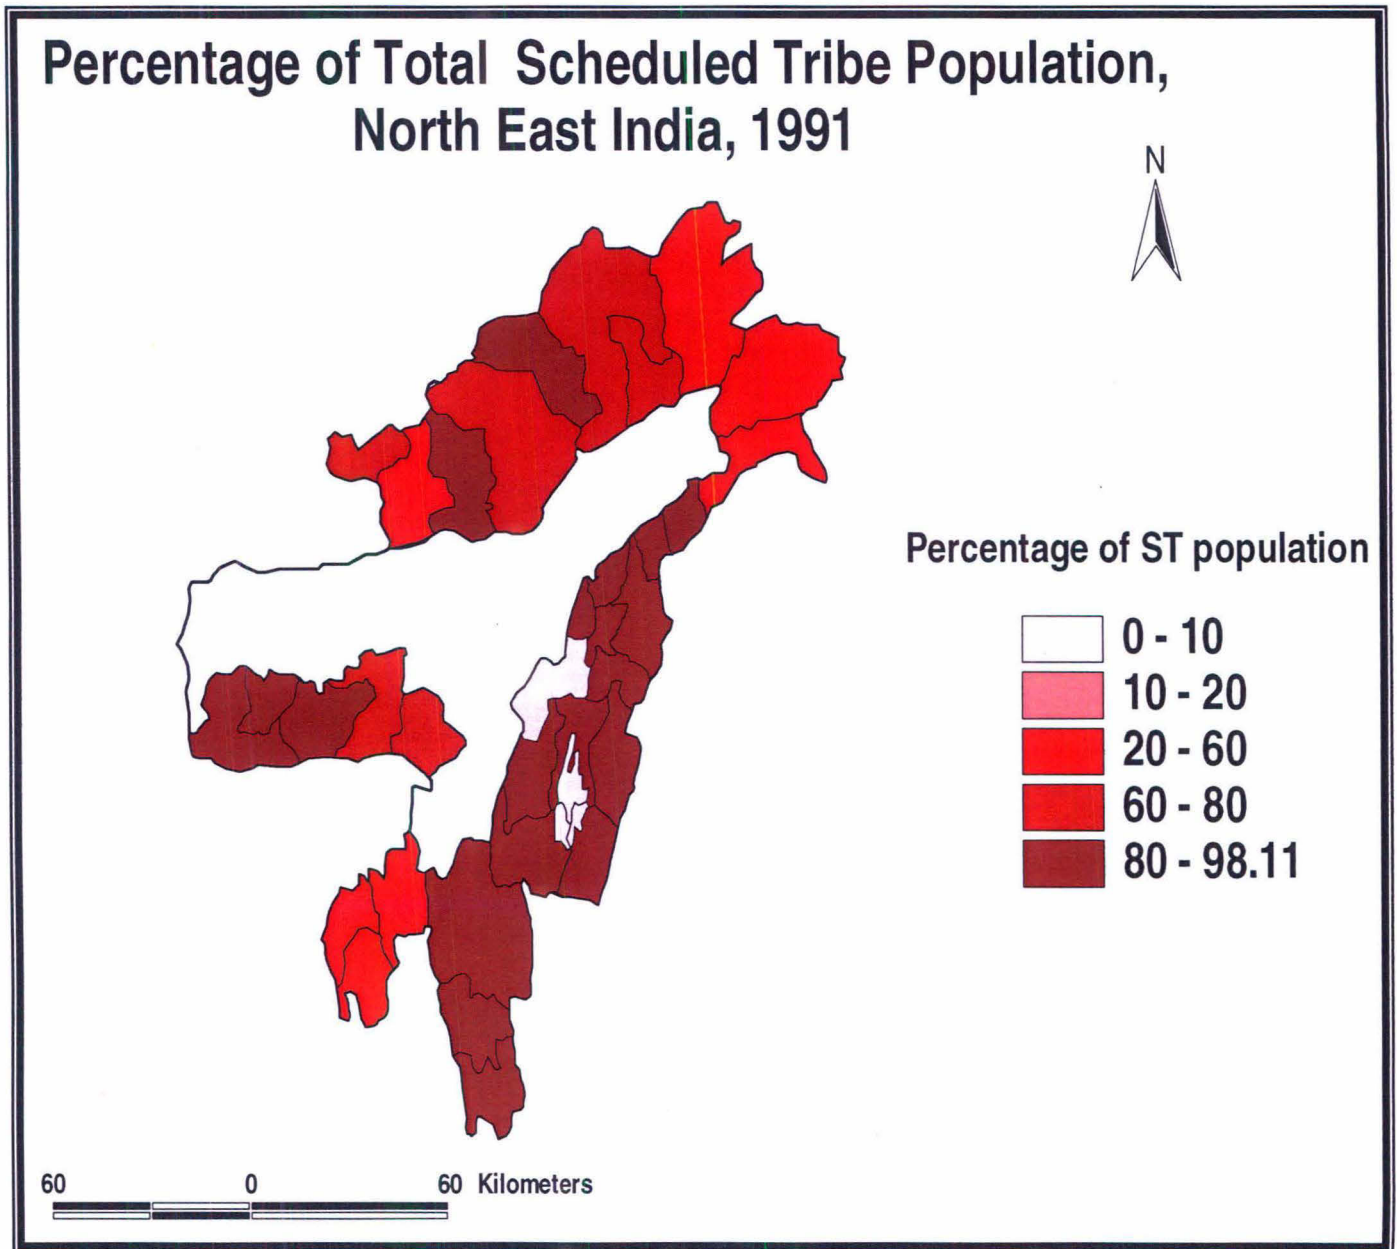 Percentage of Total Scheduled Tribe Population,
North East India, 1991
N
Percentage of ST population
0 - 10
10 - 20
20 - 60
60 - 80
80 - 98.11
60 0 60 Kilometers